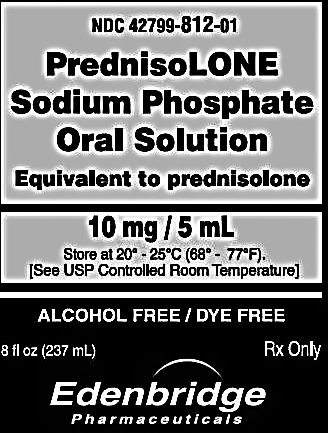 NDC 42799-812-01
PrednisoLONE
Sodium Phosphate
Oral Solution
Equivalent to prednisolone
10 mg / 5 mL
Store at 20° - 25°C (68° - 77°F).
[See USP Controlled Room Temperature]
ALCOHOL FREE / DYE FREE
8 fl oz (237 mL) Rx Only
Edenbridge
Pharmaceuticals